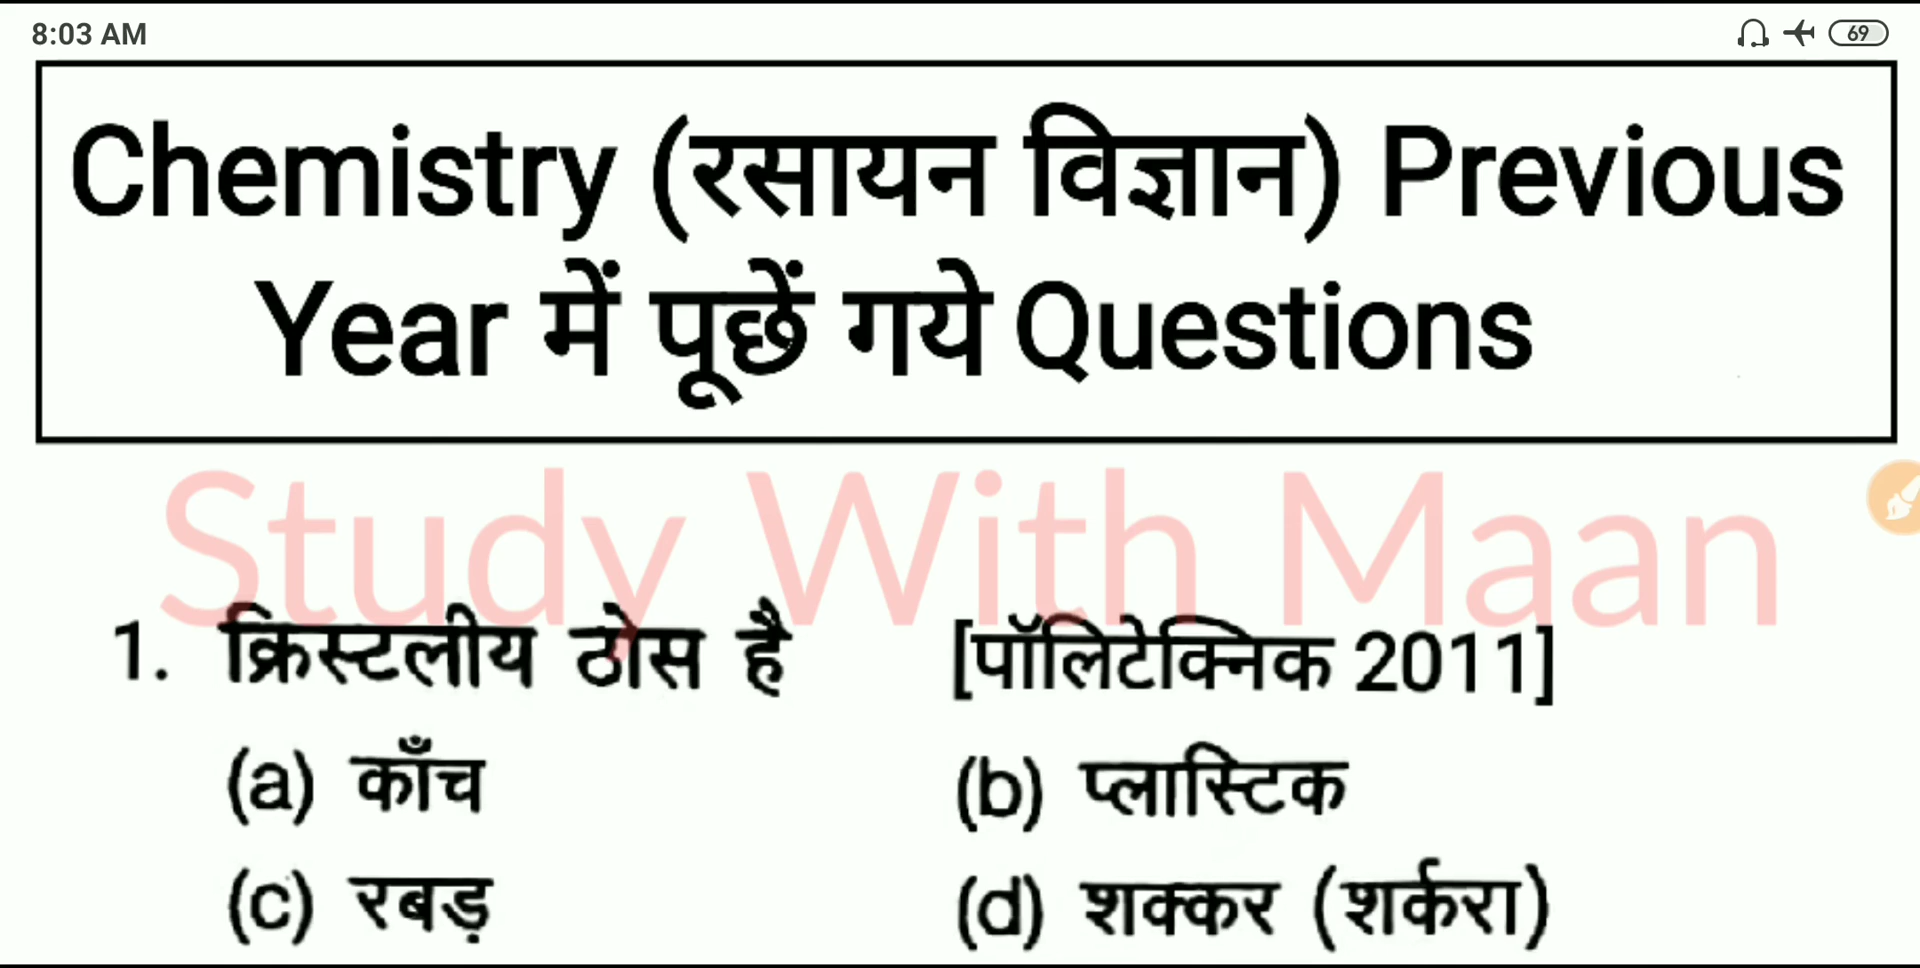 8:03 AM 69
Chemistry (रसायन विज्ञान) Previous
Year में पूछें गये Questions
Study With Maan
1. क्रिस्टलीय ठोस है [पॉलिटेक्निक 2011]
(a) काँच (b) प्लास्टिक
(c) रबड़ (d) शक्कर (शर्करा)